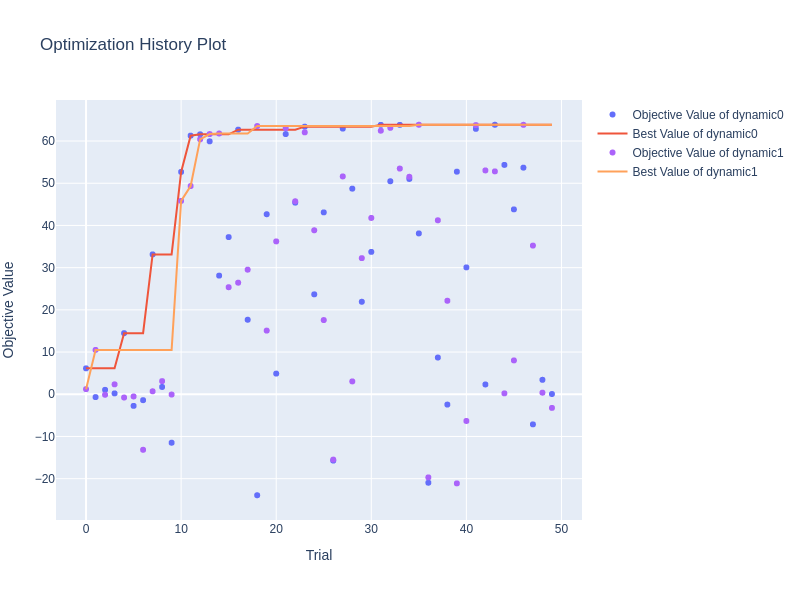 Optimization History Plot
Objective Value of dynamic0
Best Value of dynamic0
Objective Value of dynamic1
Best Value of dynamic1
Objective Value
60
50
40
30
20
10
0
−10
−20
0 10 20 30 40 50
Trial